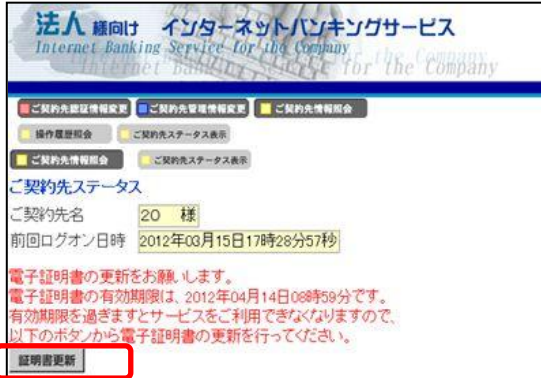 法人 様向け インターネットバンキングサービス
Internet Banking Service for the Company
Internet Banking Service for the Company
ご契約先認証情報変更 ご契約先管理情報変更 ご契約先情報照会
操作履歴照会 ご契約先ステータス表示
ご契約先情報照会 ご契約先ステータス表示
ご契約先ステータス
ご契約先名 20 様
前回ログオン日時 2012年03月15日17時28分57秒
電子証明書の更新をお願いします。
電子証明書の有効期限は、2012年04月14日08時59分です。
有効期限を過ぎますとサービスをご利用できなくなりますので、
以下のボタンから電子証明書の更新を行ってください。
証明書更新